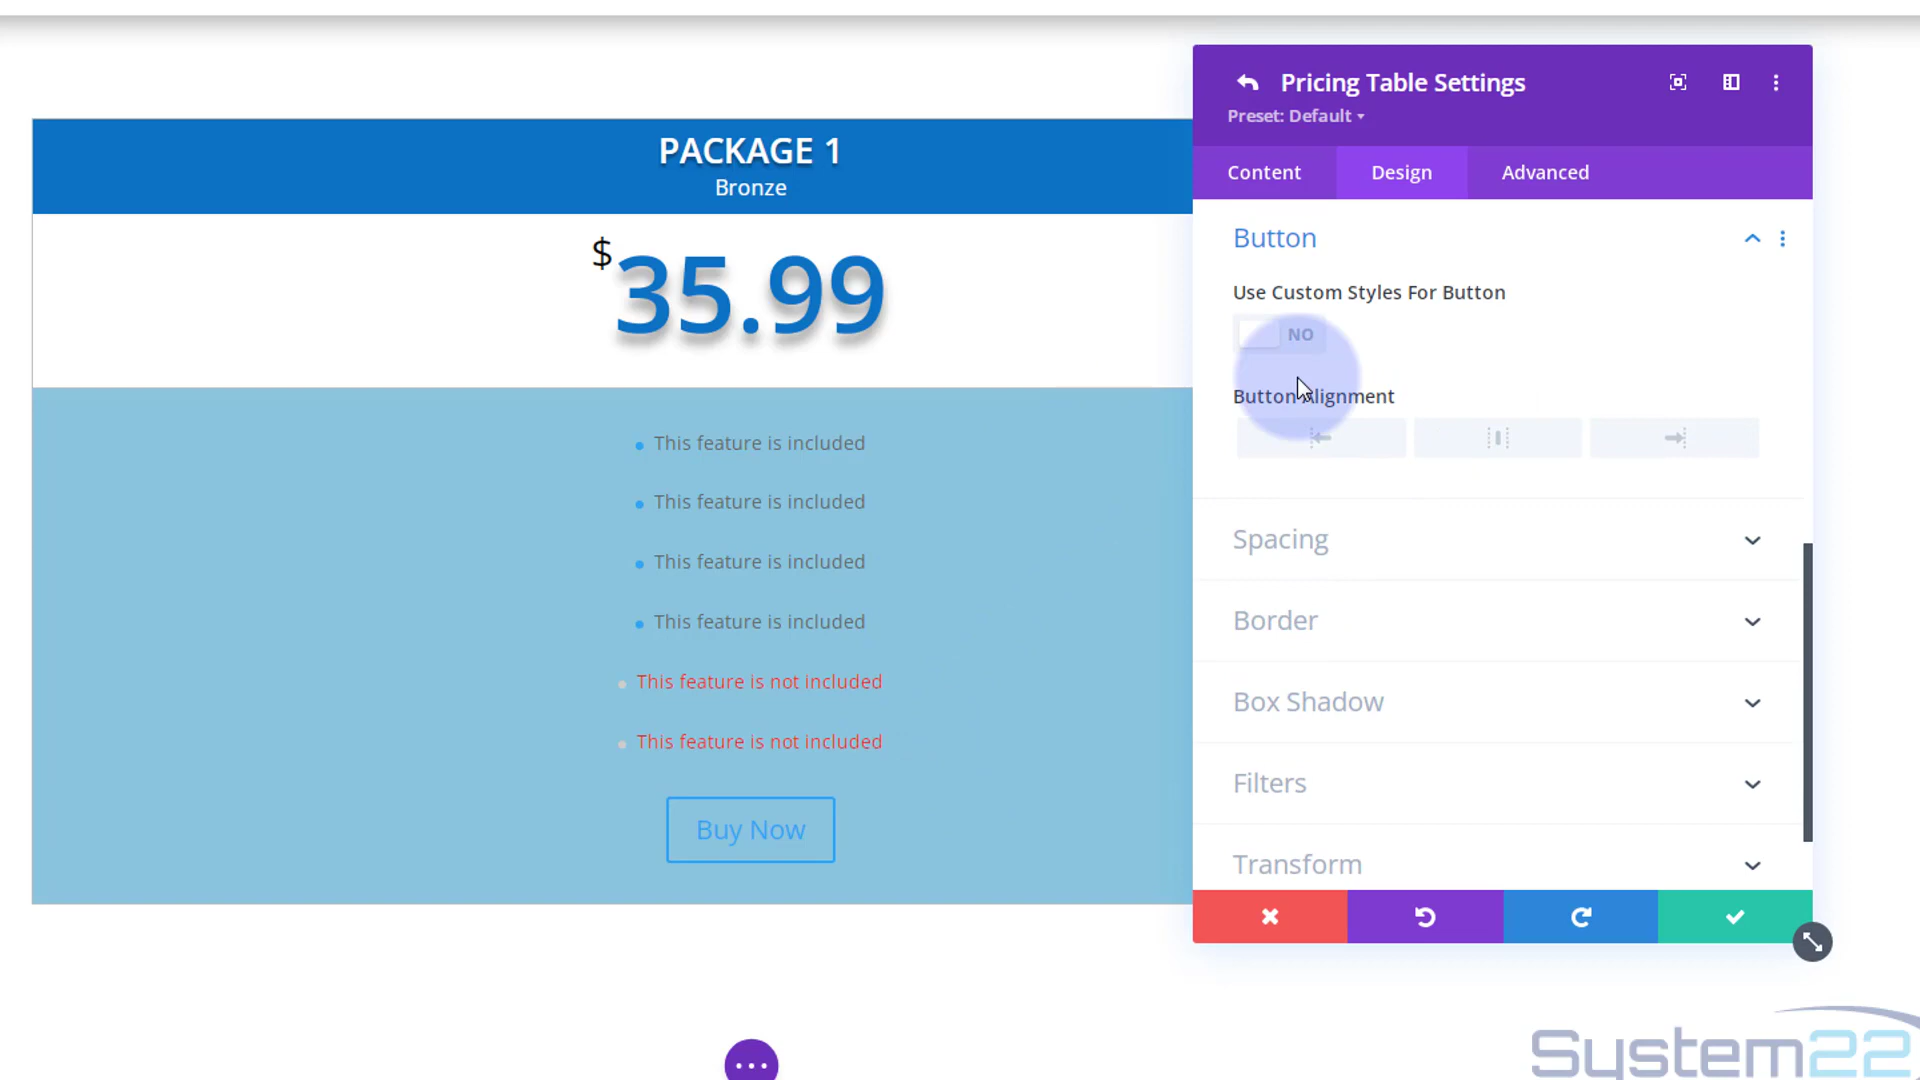 PACKAGE 1
Bronze
$35.99
This feature is included
This feature is included
This feature is included
This feature is included
This feature is not included
This feature is not included
Buy Now
Pricing Table Settings
Preset: Default
Content Design Advanced
Button
Use Custom Styles For Button
NO
Button Alignment
Spacing
Border
Box Shadow
Filters
Transform
System22